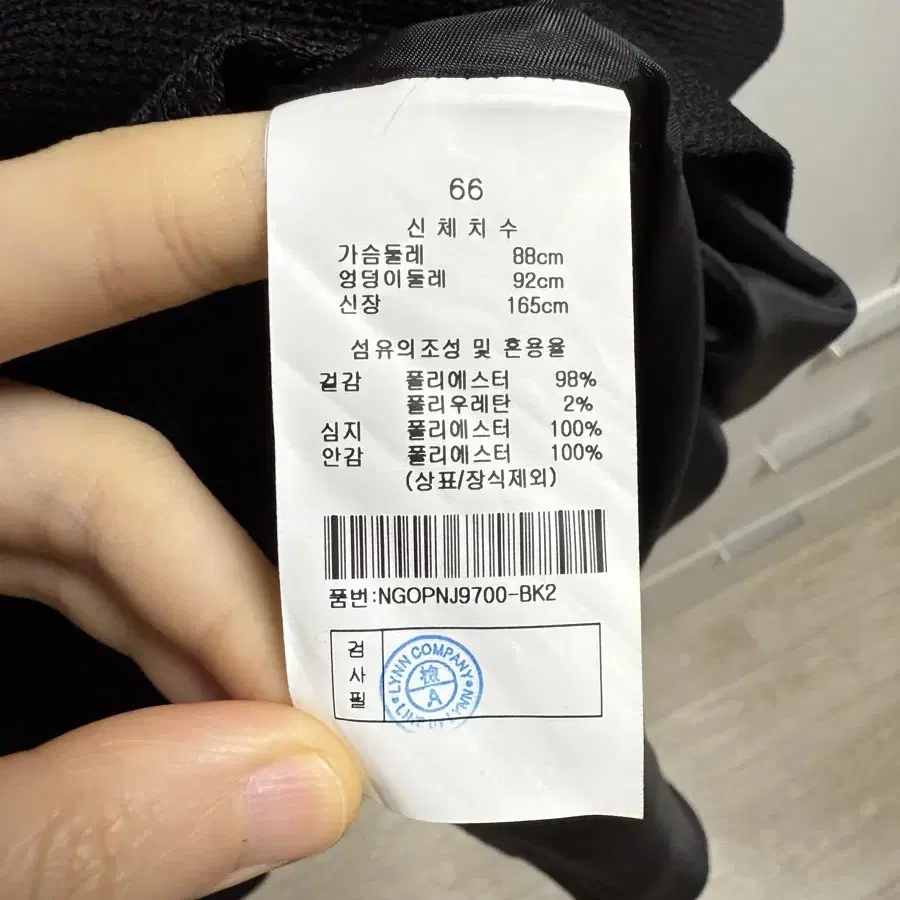 66
신체치수
가슴둘레 88cm
엉덩이둘레 92cm
신장 165cm
섬유의조성 및 혼용율
겉감 폴리에스터 98%
폴리우레탄 2%
심지 폴리에스터 100%
안감 폴리에스터 100%
(상표/장식제외)
품번:NGOPNJ9700-BK2
검사필
LYNN COMPANY
檢
A